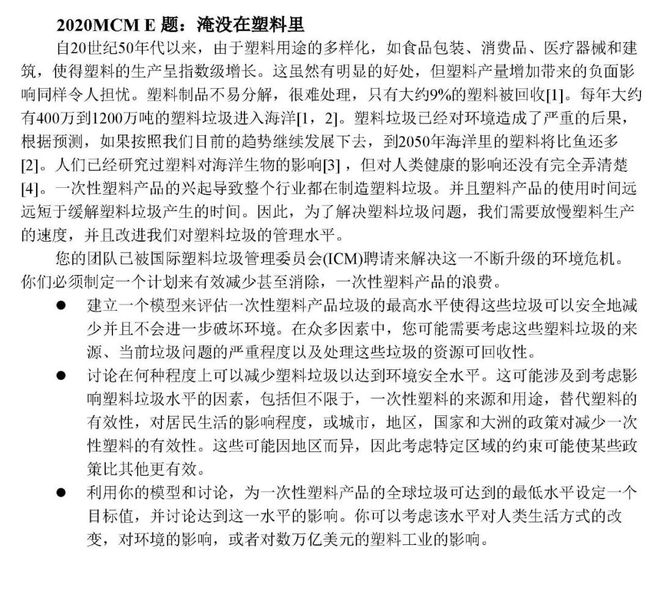 2020MCM E 题：淹没在塑料里
自20世纪50年代以来，由于塑料用途的多样化，如食品包装、消费品、医疗器械和建
筑，使得塑料的生产呈指数级增长。这虽然有明显的好处，但塑料产量增加带来的负面影
响同样令人担忧。塑料制品不易分解，很难处理，只有大约9%的塑料被回收[1]。每年大约
有400万到1200万吨的塑料垃圾进入海洋[1，2]。塑料垃圾已经对环境造成了严重的后果，
根据预测，如果按照我们目前的趋势继续发展下去，到2050年海洋里的塑料将比鱼还多
[2]。人们已经研究过塑料对海洋生物的影响[3]，但对人类健康的影响还没有完全弄清楚
[4]。一次性塑料产品的兴起导致整个行业都在制造塑料垃圾。并且塑料产品的使用时间远
远短于缓解塑料垃圾产生的时间。因此，为了解决塑料垃圾问题，我们需要放慢塑料生产
的速度，并且改进我们对塑料垃圾的管理水平。
您的团队已被国际塑料垃圾管理委员会(ICM)聘请来解决这一不断升级的环境危机。
你们必须制定一个计划来有效减少甚至消除，一次性塑料产品的浪费。
● 建立一个模型来评估一次性塑料产品垃圾的最高水平使得这些垃圾可以安全地减
少并且不会进一步破坏环境。在众多因素中，您可能需要考虑这些塑料垃圾的来
源、当前垃圾问题的严重程度以及处理这些垃圾的资源可回收性。
● 讨论在何种程度上可以减少塑料垃圾以达到环境安全水平。这可能涉及到考虑影
响塑料垃圾水平的因素，包括但不限于，一次性塑料的来源和用途，替代塑料的
有效性，对居民生活的影响程度，或城市，地区，国家和大洲的政策对减少一次
性塑料的有效性。这些可能因地区而异，因此考虑特定区域的约束可能使某些政
策比其他更有效。
● 利用你的模型和讨论，为一次性塑料产品的全球垃圾可达到的最低水平设定一个
目标值，并讨论达到这一水平的影响。你可以考虑该水平对人类生活方式的改
变，对环境的影响，或者对数万亿美元的塑料工业的影响。